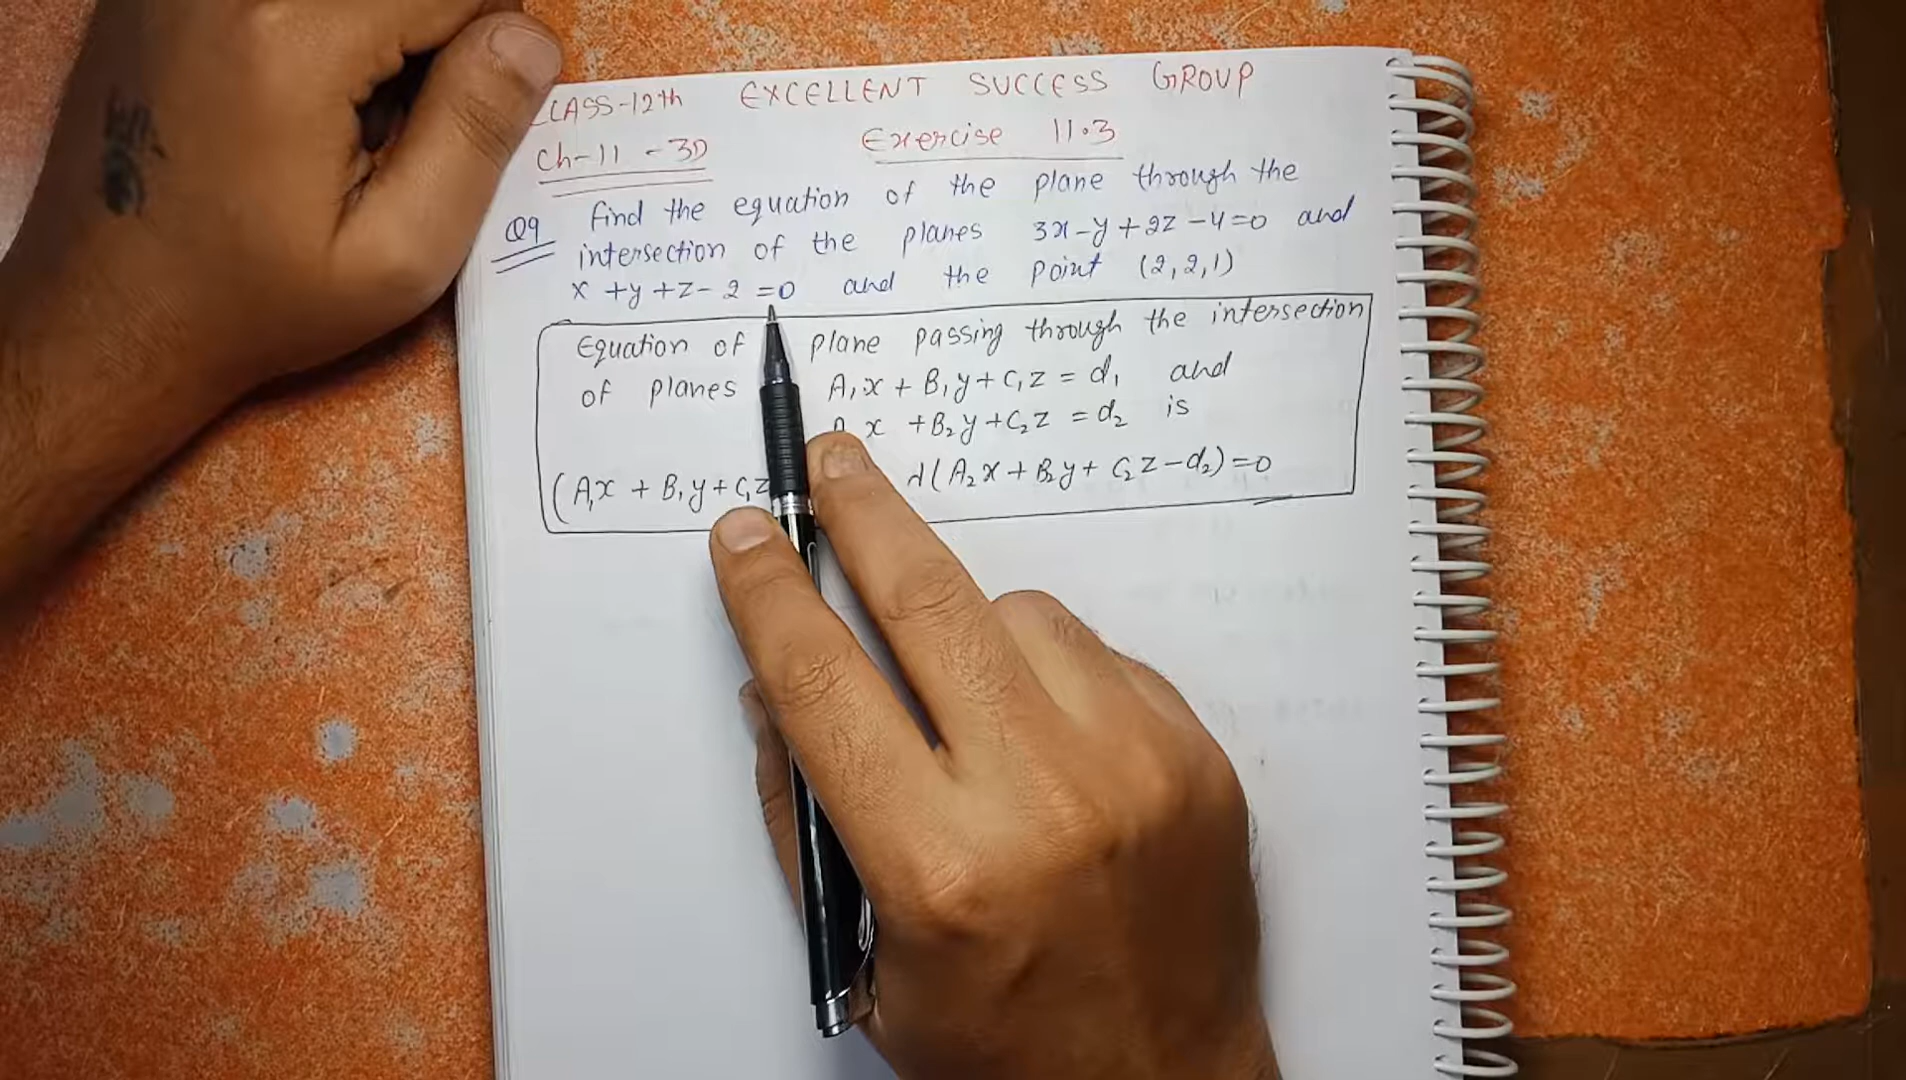 CLASS-12th EXCELLENT SUCCESS GROUP
Ch-11 - 3D Exercise 11.3
Q9 Find the equation of the plane through the
intersection of the planes 3x-y+2z-4=0 and
x+y+z-2=0 and the point (2,2,1)
Equation of plane passing through the intersection
of planes A₁x + B₁y + C₁z = d₁ and
x + B₂y + C₂z = d₂ is
(A₁x + B₁y + C₁z λ(A₂x + B₂y + C₂z - d₂) = 0